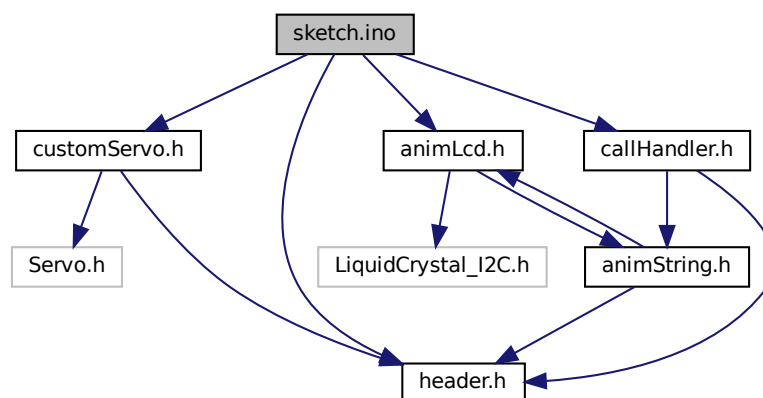 sketch.ino
customServo.h
animLcd.h
callHandler.h
Servo.h
LiquidCrystal_I2C.h
animString.h
header.h